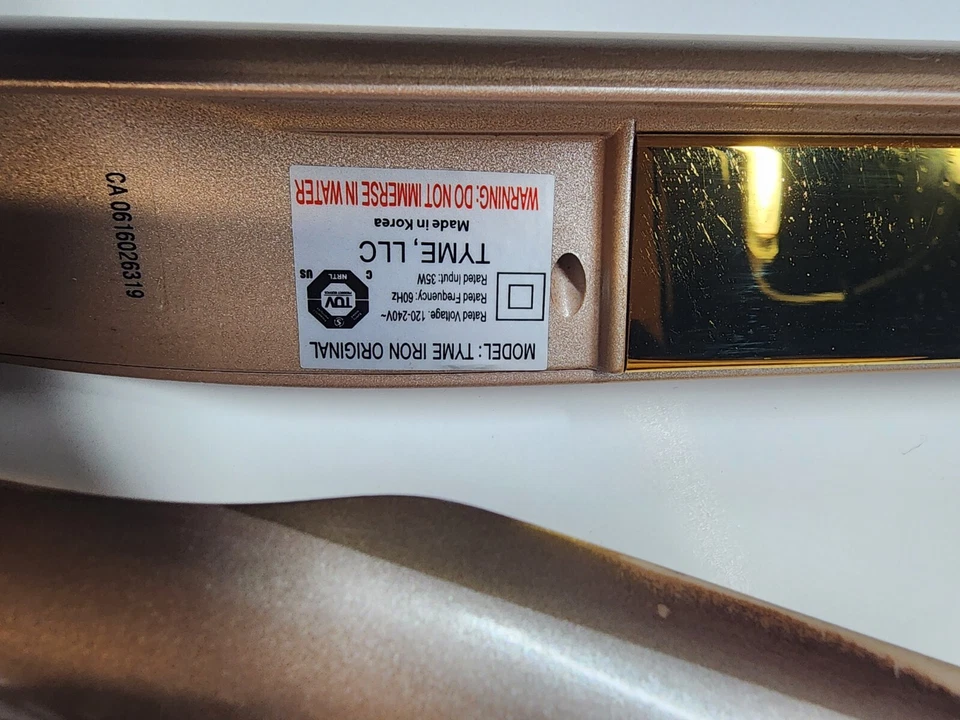 MODEL: TYME IRON ORIGINAL
Rated Voltage. 120-240V~
Rated Frequency: 60Hz
Rated Input: 35W
C
NRTL
TÜV
US
TYME, LLC
Made in Korea
WARNING: DO NOT IMMERSE IN WATER
CA 0616026319